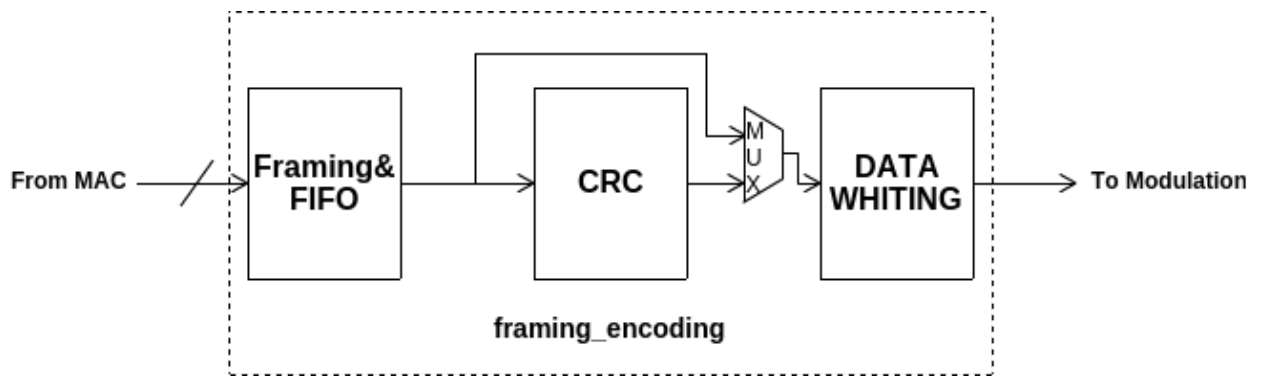 From MAC
Framing&
FIFO
CRC
M
U
X
DATA
WHITING
To Modulation
framing_encoding